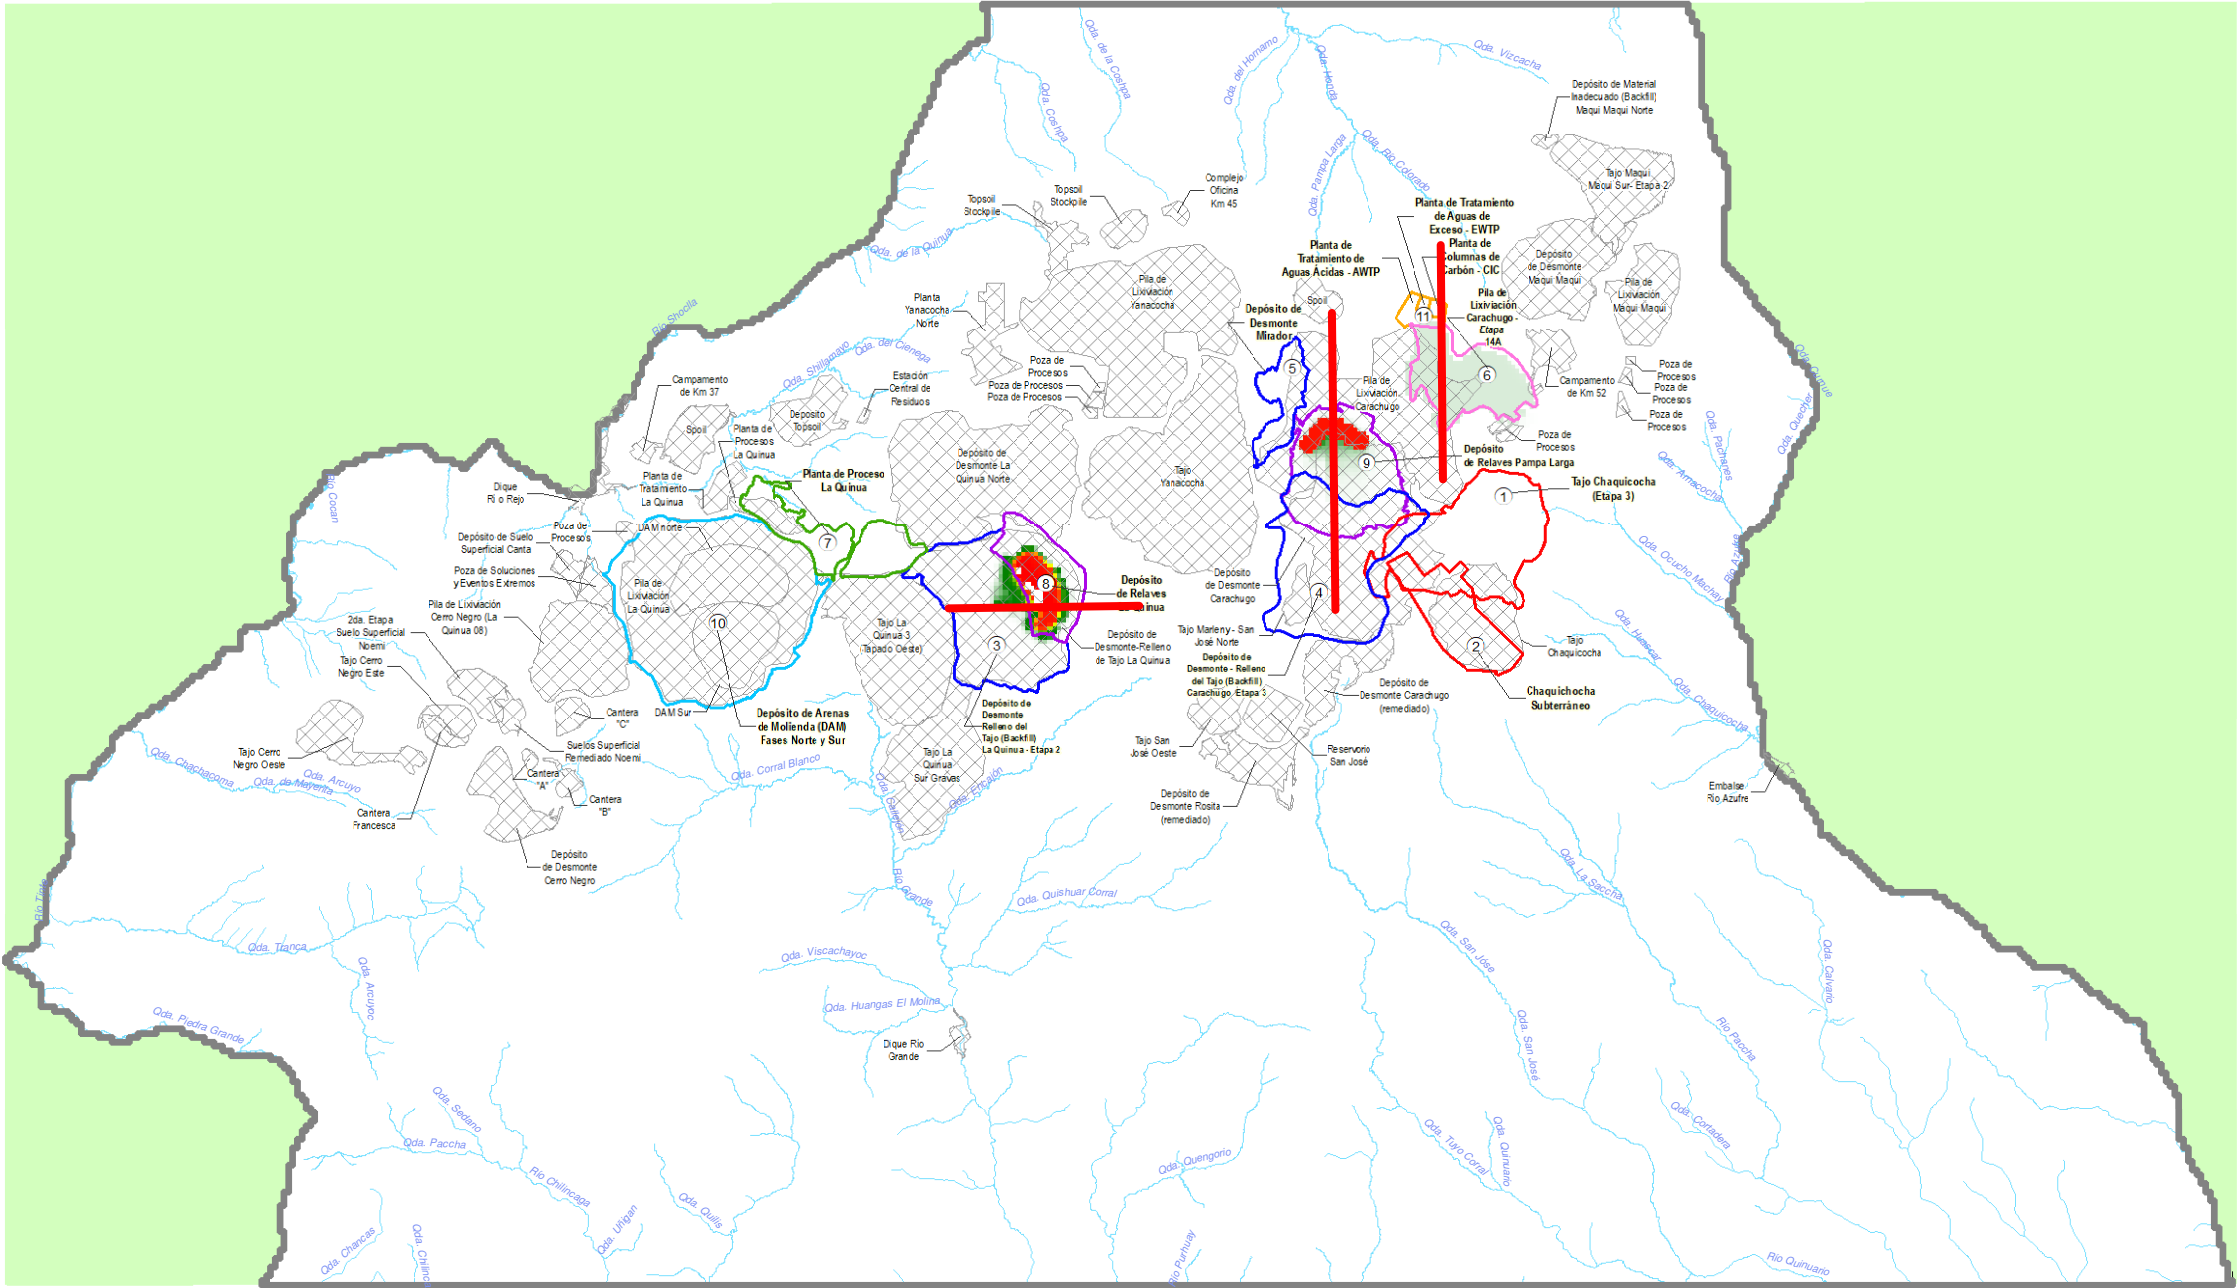 Qda. de la Coshpa
Qda. del Hornamo
Qda. Honda
Qda. Vizcacha
Qda. Coshpa
Depósito de Material
Inadecuado (Backfill)
Maqui Maqui Norte
Qda. Pampa Larga
Qda. Río Colorado
Tajo Maqui
Maqui Sur- Etapa 2
Complejo
Oficina
Km 45
Topsoil
Stockpile
Topsoil
Stockpile
Planta de Tratamiento
de Aguas de
Exceso - EWTP
Planta de
Columnas de
Carbón - CIC
Planta de
Tratamiento de
Aguas Ácidas - AWTP
Qda. de la Quinua
Depósito
de Desmonte
Maqui Maqui
Pila de
Lixiviación
Maqui Maqui
Pila de
Lixiviación
Yanacocha
Spoil
Pila de
Lixiviación
Carachugo -
Etapa
14A
11
Planta
Yanacocha
Norte
Depósito de
Desmonte
Mirador
Río Shoclla
Qda. Shillamayo
Qda. del Cienega
Poza de
Procesos
Poza de Procesos
Poza de Procesos
5
6
Pila de
Lixiviación
Carachugo
Campamento
de Km 52
Poza de
Procesos
Poza de
Procesos
Poza de
Procesos
Qda. Quecher
Campamento
de Km 37
Estación
Central de
Residuos
Deposito
Topsoil
Spoil
Planta de
Procesos
La Quinua
Poza de
Procesos
Qda. Pachanes
Qda. Arnacocha
Depósito de
Desmonte La
Quinua Norte
Tajo
Yanacocha
9
Depósito
de Relaves Pampa Larga
Planta de Proceso
La Quinua
Planta de
Tratamiento
La Quinua
Dique
Rio Rejo
Río Cocan
1
Tajo Chaquicocha
(Etapa 3)
DAM norte
Poza de
Procesos
Depósito de Suelo
Superficial Canta
7
Qda. Ocucho Machay
Río Azufre
Poza de Soluciones
y Eventos Extremos
Pila de
Lixiviación
La Quinua
8
Depósito
de Relaves
La Quinua
Depósito
de Desmonte
Carachugo
4
Pila de Lixiviación
Cerro Negro (La
Quinua 08)
10
Tajo La
Quinua 3
(Tapado Oeste)
3
Depósito de
Desmonte-Relleno
de Tajo La Quinua
Tajo Marleny - San
José Norte
2da. Etapa
Suelo Superficial
Noemi
2
Tajo
Chaquicocha
Qda. Huascar
Tajo Cerro
Negro Este
Depósito de
Desmonte - Relleno
del Tajo (Backfill)
Carachugo, Etapa 3
Depósito de
Desmonte Carachugo
(remediado)
Chaquichocha
Subterráneo
Qda. Chaquicocha
DAM Sur
Depósito de Arenas
de Molienda (DAM)
Fases Norte y Sur
Depósito de
Desmonte
Relleno del
Tajo (Backfill)
La Quinua - Etapa 2
Cantera
"C"
Tajo Cerro
Negro Oeste
Suelos Superficial
Remediado Noemi
Tajo San
José Oeste
Reservorio
San José
Tajo La
Quinua
Sur Gravas
Qda. Chachacoma
Qda. de Mayerita
Qda. Arcuyo
Cantera
"A"
Cantera
"B"
Qda. Corral Blanco
Qda. Encajón
Embalse
Río Azufre
Cantera
Francesca
Depósito de
Desmonte Rosita
(remediado)
Depósito
de Desmonte
Cerro Negro
Río Tinte
Río Grande
Qda. Quishuar Corral
Qda. La Saccha
Qda. Tranca
Qda. Viscachayoc
Qda. San Jóse
Qda. Calvario
Qda. Arcuyoc
Qda. Huangas El Molina
Qda. Piedra Grande
Dique Río
Grande
Qda. San José
Río Paccha
Qda. Sedano
Qda. Paccha
Qda. Cortadera
Qda. Tuyo Corral
Qda. Quinuario
Qda. Quengorio
Río Chilincaga
Qda. Quilis
Qda. Uñigan
Qda. Chancas
Río Purhuay
Río Quinuario